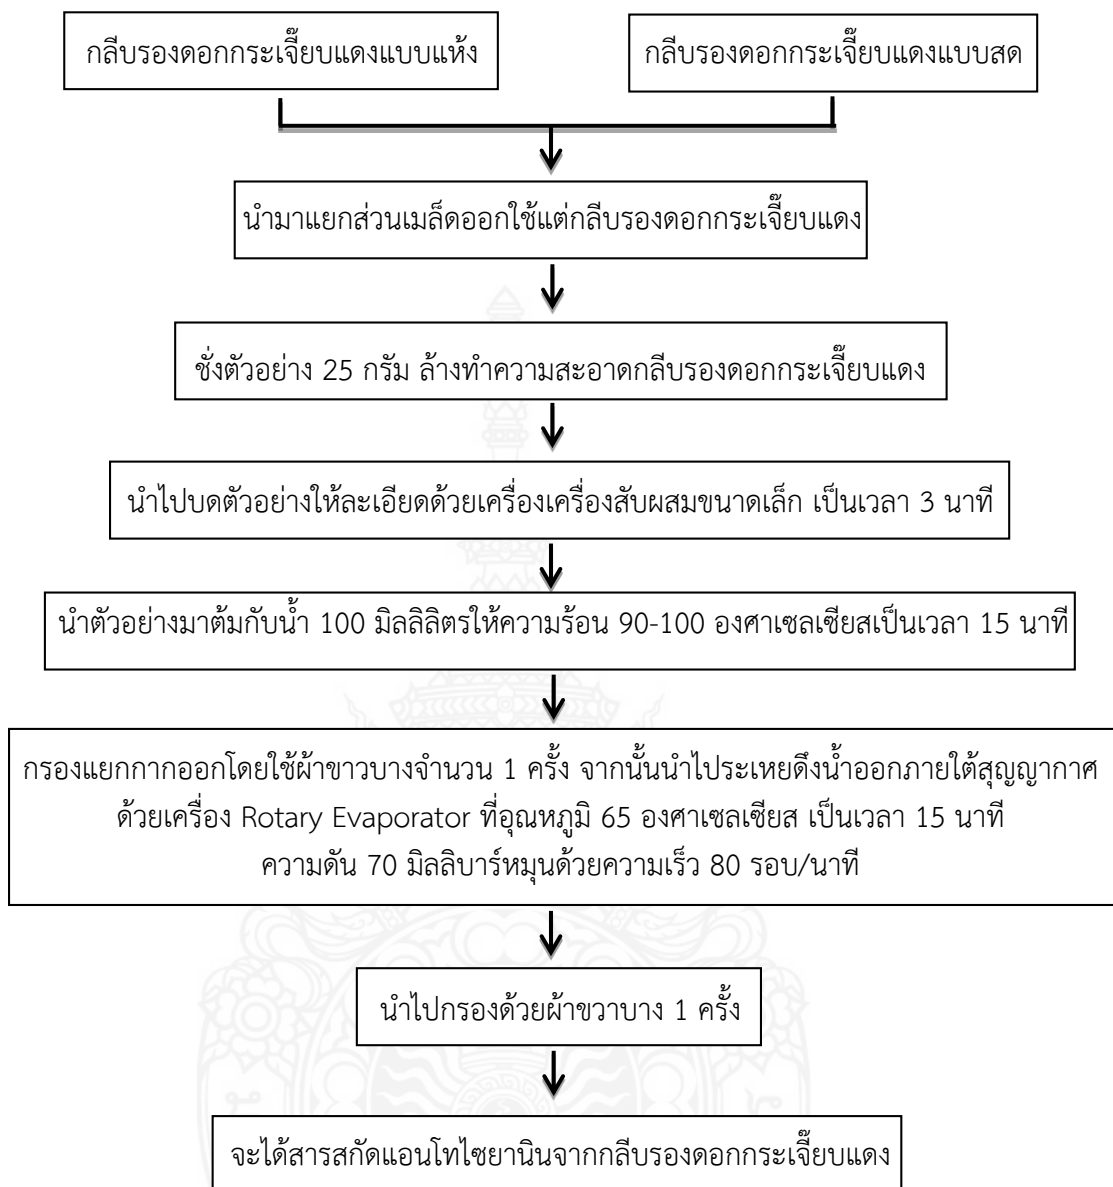 กลีบรองดอกกระเจี๊ยบแดงแบบแห้ง
กลีบรองดอกกระเจี๊ยบแดงแบบสด
นำมาแยกส่วนเมล็ดออกใช้แต่กลีบรองดอกกระเจี๊ยบแดง
ชั่งตัวอย่าง 25 กรัม ล้างทำความสะอาดกลีบรองดอกกระเจี๊ยบแดง
นำไปบดตัวอย่างให้ละเอียดด้วยเครื่องเครื่องสับผสมขนาดเล็ก เป็นเวลา 3 นาที
นำตัวอย่างมาต้มกับน้ำ 100 มิลลิลิตรให้ความร้อน 90-100 องศาเซลเซียสเป็นเวลา 15 นาที
กรองแยกกากออกโดยใช้ผ้าขาวบางจำนวน 1 ครั้ง จากนั้นนำไประเหยดึงน้ำออกภายใต้สุญญากาศ
ด้วยเครื่อง Rotary Evaporator ที่อุณหภูมิ 65 องศาเซลเซียส เป็นเวลา 15 นาที
ความดัน 70 มิลลิบาร์หมุนด้วยความเร็ว 80 รอบ/นาที
นำไปกรองด้วยผ้าขวาบาง 1 ครั้ง
จะได้สารสกัดแอนโทไซยานินจากกลีบรองดอกกระเจี๊ยบแดง